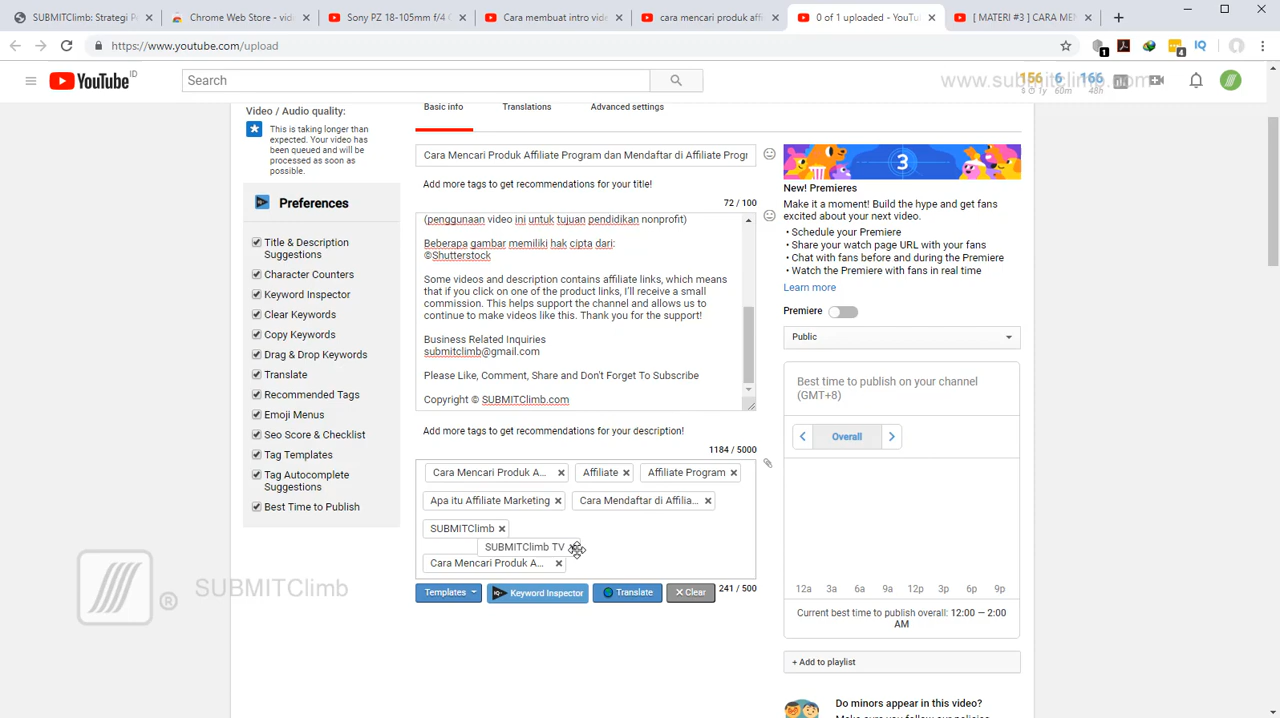 SUBMITClimb: Strategi P
Chrome Web Store - vid
Sony PZ 18-105mm f/4 G
Cara membuat intro vide
cara mencari produk aff
0 of 1 uploaded - YouTu
[ MATERI #3 ] CARA ME
https://www.youtube.com/upload
1
4
IQ
YouTube ID
Search
www.submitclimb.com
156 6 166
1y 60m 48h
Video / Audio quality:
This is taking longer than
expected. Your video has
been queued and will be
processed as soon as
possible.
Preferences
Title & Description
Suggestions
Character Counters
Keyword Inspector
Clear Keywords
Copy Keywords
Drag & Drop Keywords
Translate
Recommended Tags
Emoji Menus
Seo Score & Checklist
Tag Templates
Tag Autocomplete
Suggestions
Best Time to Publish
Basic info
Translations
Advanced settings
Cara Mencari Produk Affiliate Program dan Mendaftar di Affiliate Progr
Add more tags to get recommendations for your title!
72 / 100
(penggunaan video ini untuk tujuan pendidikan nonprofit)
Beberapa gambar memiliki hak cipta dari:
©Shutterstock
Some videos and description contains affiliate links, which means
that if you click on one of the product links, I'll receive a small
commission. This helps support the channel and allows us to
continue to make videos like this. Thank you for the support!
Business Related Inquiries
submitclimb@gmail.com
Please Like, Comment, Share and Don't Forget To Subscribe
Copyright © SUBMITClimb.com
Add more tags to get recommendations for your description!
1184 / 5000
Cara Mencari Produk A...
Affiliate
Affiliate Program
Apa itu Affiliate Marketing
Cara Mendaftar di Affilia...
SUBMITClimb
SUBMITClimb TV
Cara Mencari Produk A...
Templates
Keyword Inspector
Translate
Clear
241 / 500
3
New! Premieres
Make it a moment! Build the hype and get fans
excited about your next video.
• Schedule your Premiere
• Share your watch page URL with your fans
• Chat with fans before and during the Premiere
• Watch the Premiere with fans in real time
Learn more
Premiere
Public
Best time to publish on your channel
(GMT+8)
Overall
12a 3a 6a 9a 12p 3p 6p 9p
Current best time to publish overall: 12:00 — 2:00
AM
+ Add to playlist
Do minors appear in this video?
® SUBMITClimb